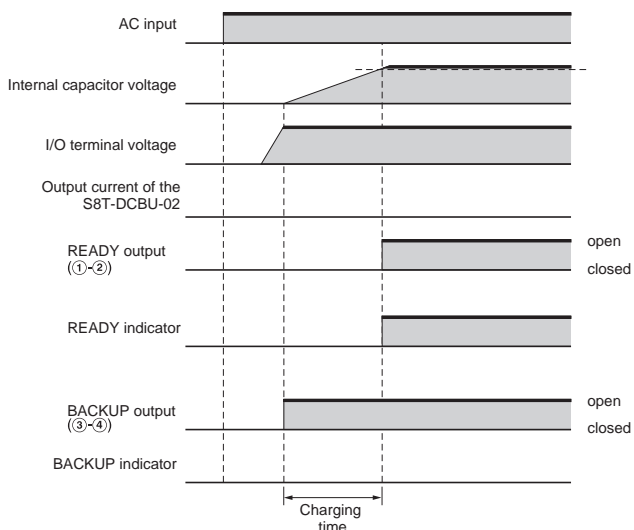 AC input
Internal capacitor voltage
I/O terminal voltage
Output current of the
S8T-DCBU-02
READY output
(①-②)
open
closed
READY indicator
BACKUP output
(③-④)
open
closed
BACKUP indicator
Charging
time